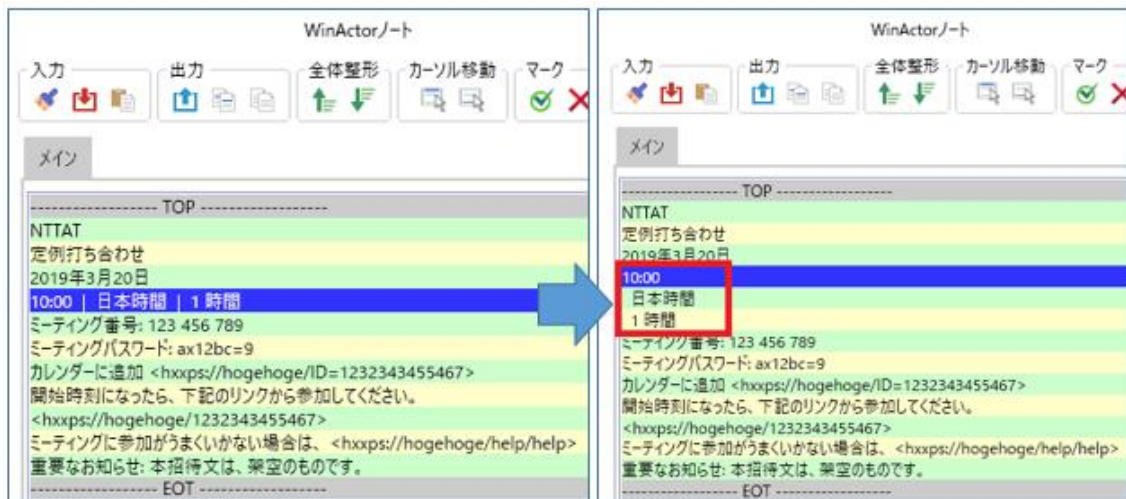 WinActorノート
入力 出力 全体整形 カーソル移動 マーク
メイン
------------------ TOP ------------------
NTTAT
定例打ち合わせ
2019年3月20日
10:00 | 日本時間 | 1 時間
ミーティング番号: 123 456 789
ミーティングパスワード: ax12bc=9
カレンダーに追加 <hxxps://hogehoge/ID=1232343455467>
開始時刻になったら、下記のリンクから参加してください。
<hxxps://hogehoge/1232343455467>
ミーティングに参加がうまくいかない場合は、 <hxxps://hogehoge/help/help>
重要なお知らせ: 本招待文は、架空のものです。
------------------ EOT ------------------
WinActorノート
入力 出力 全体整形 カーソル移動 マーク
メイン
------------------ TOP ------------------
NTTAT
定例打ち合わせ
2019年3月20日
10:00
日本時間
1 時間
ミーティング番号: 123 456 789
ミーティングパスワード: ax12bc=9
カレンダーに追加 <hxxps://hogehoge/ID=1232343455467>
開始時刻になったら、下記のリンクから参加してください。
<hxxps://hogehoge/1232343455467>
ミーティングに参加がうまくいかない場合は、 <hxxps://hogehoge/help/help>
重要なお知らせ: 本招待文は、架空のものです。
------------------ EOT ------------------